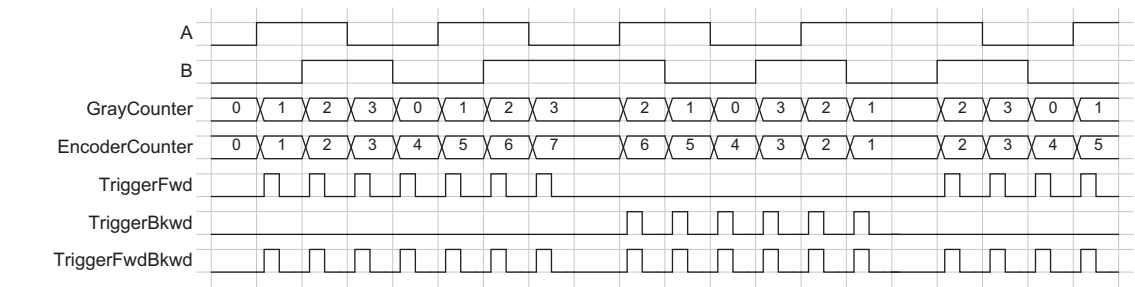 A
B
GrayCounter 0 1 2 3 0 1 2 3 2 1 0 3 2 1 2 3 0 1
EncoderCounter 0 1 2 3 4 5 6 7 6 5 4 3 2 1 2 3 4 5
TriggerFwd
TriggerBkwd
TriggerFwdBkwd